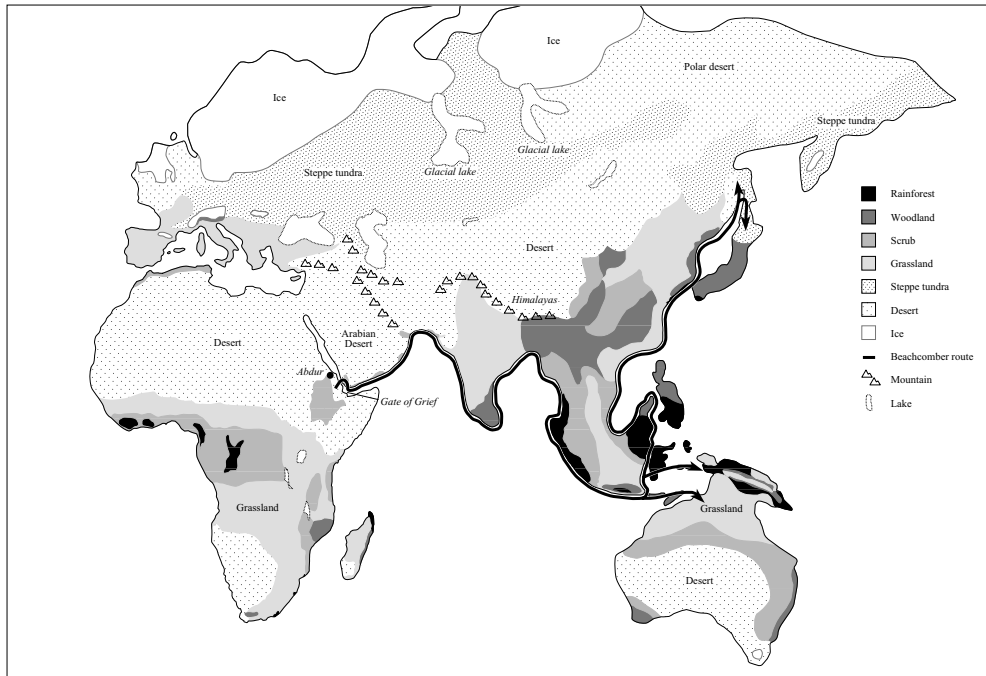 Ice
Ice
Polar desert
Steppe tundra
Glacial lake
Glacial lake
Steppe tundra
Desert
Himalayas
Arabian
Desert
Desert
Abdur
Gate of Grief
Grassland
Grassland
Desert
Rainforest
Woodland
Scrub
Grassland
Steppe tundra
Desert
Ice
Beachcomber route
Mountain
Lake